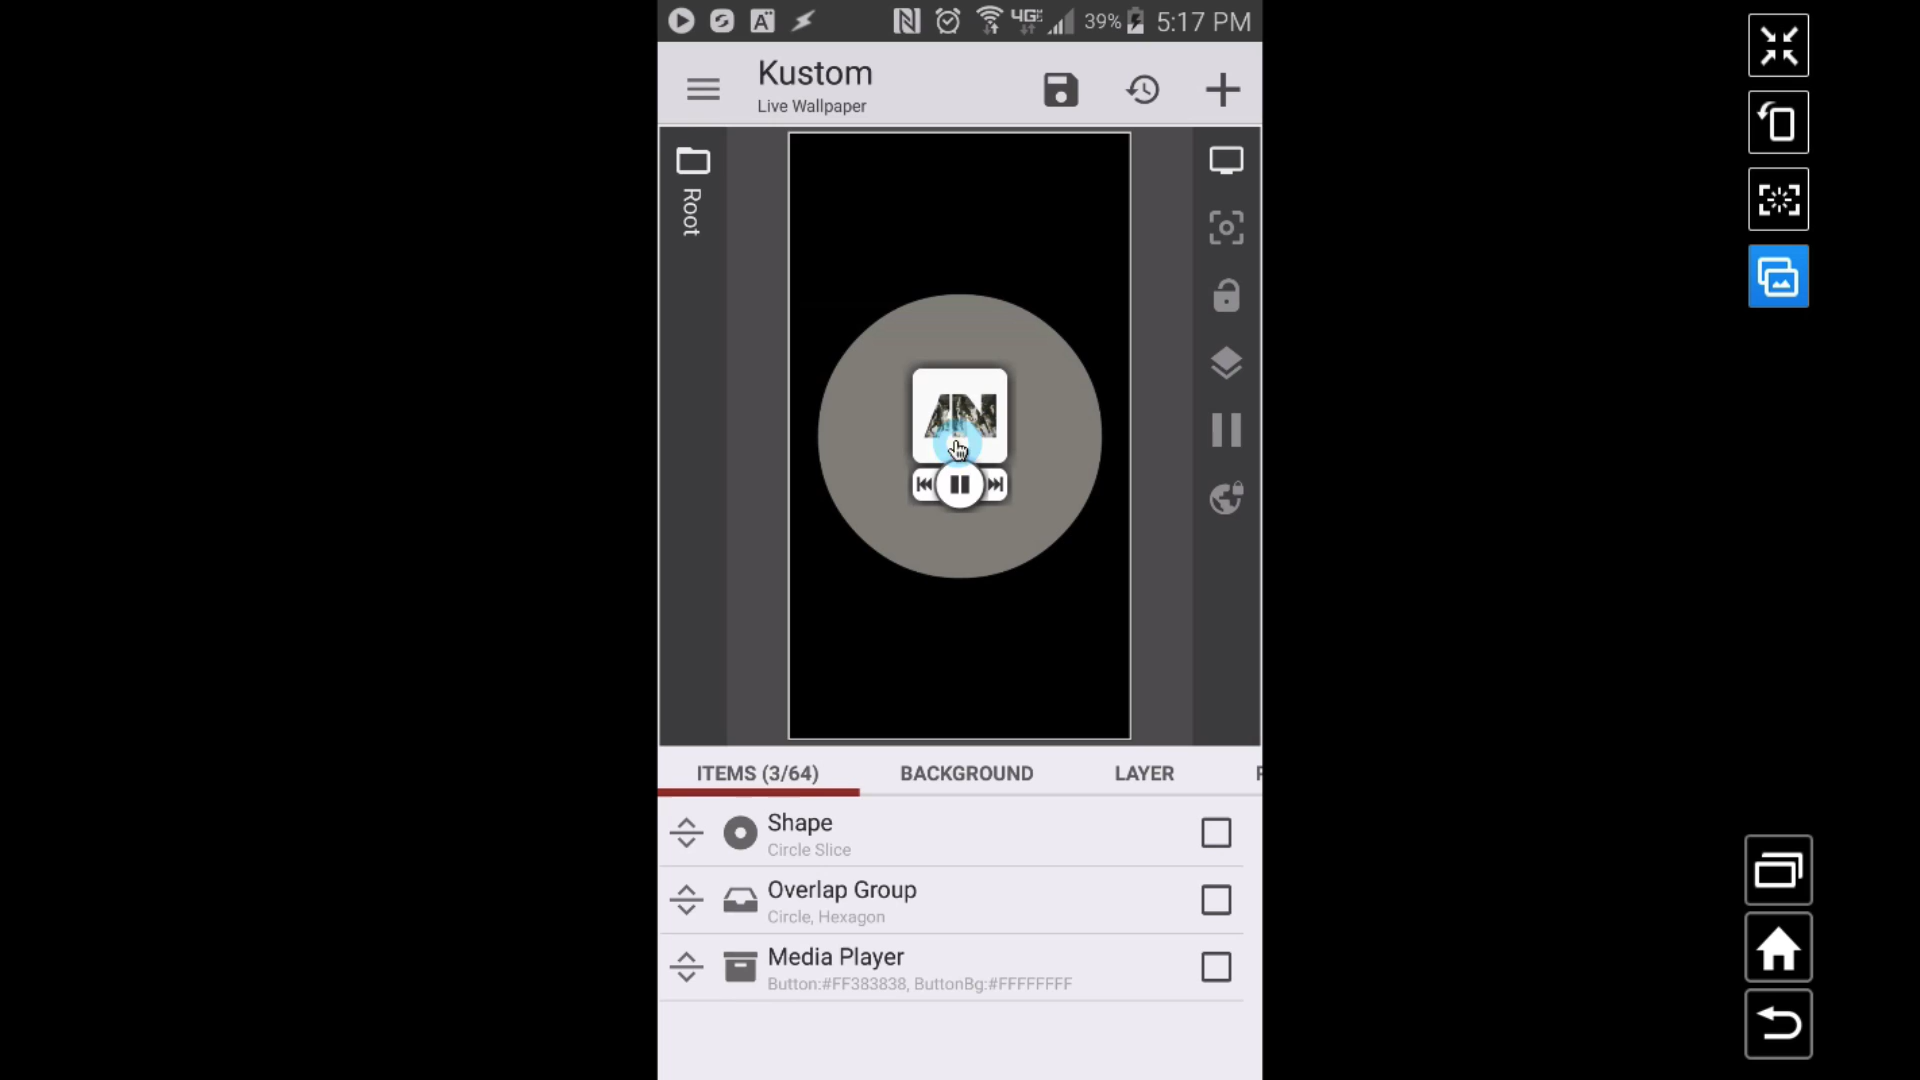 39% 5:17 PM
Kustom
Live Wallpaper
Root
AN
ITEMS (3/64) BACKGROUND LAYER
Shape
Circle Slice
Overlap Group
Circle, Hexagon
Media Player
Button:#FF383838, ButtonBg:#FFFFFFFF